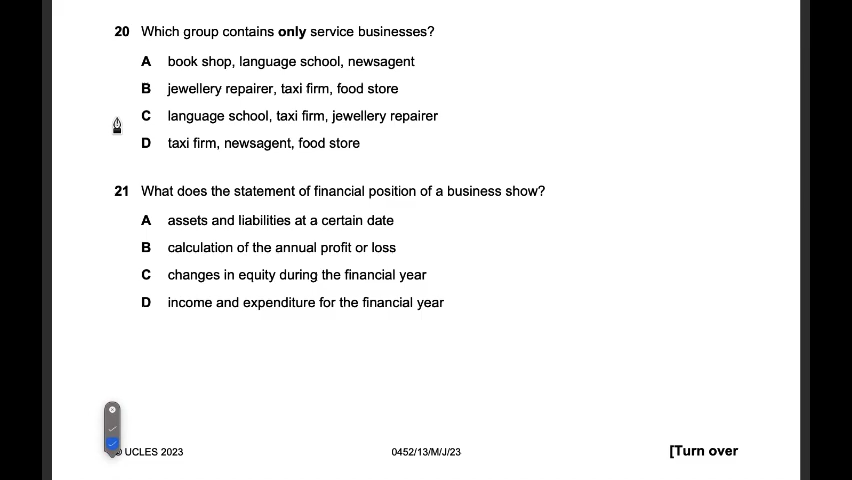 20 Which group contains only service businesses?
A book shop, language school, newsagent
B jewellery repairer, taxi firm, food store
C language school, taxi firm, jewellery repairer
D taxi firm, newsagent, food store
21 What does the statement of financial position of a business show?
A assets and liabilities at a certain date
B calculation of the annual profit or loss
C changes in equity during the financial year
D income and expenditure for the financial year
© UCLES 2023 0452/13/M/J/23 [Turn over